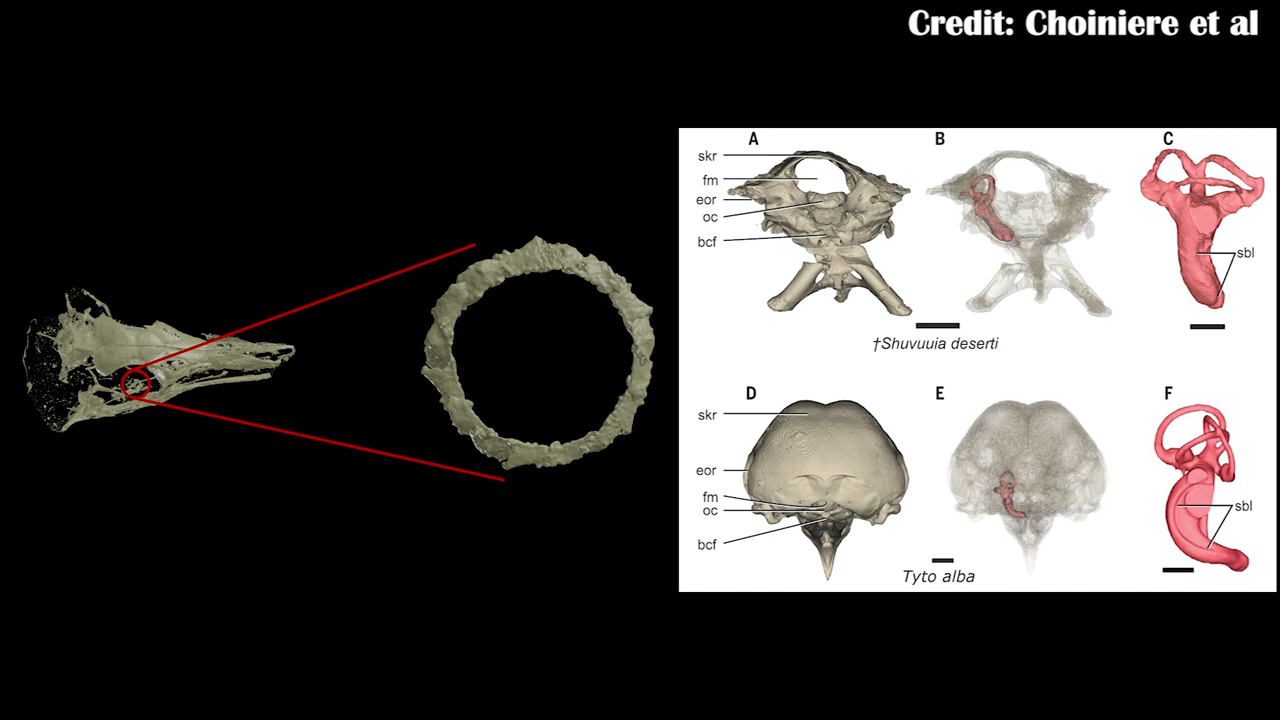 Credit: Choiniere et al
A
B
C
skr
fm
eor
oc
bcf
sbl
†Shuvuuia deserti
D
E
F
skr
eor
fm
oc
bcf
sbl
Tyto alba